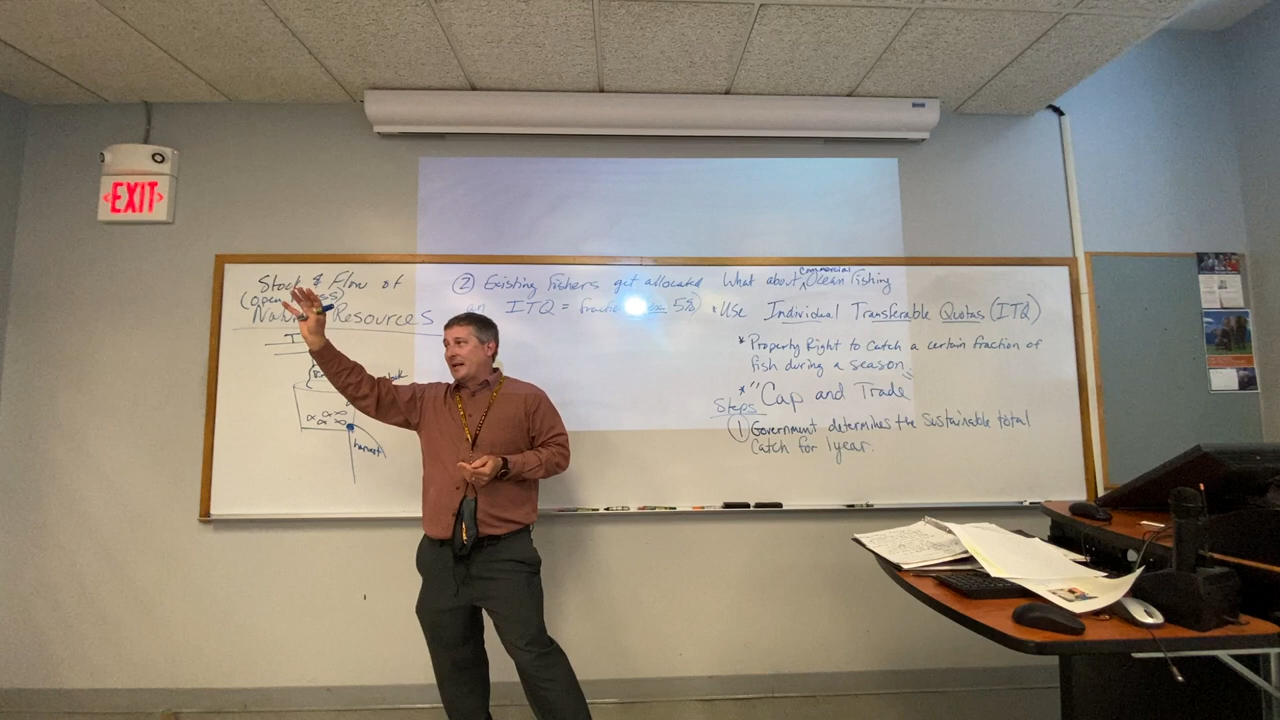 EXIT
Stock & Flow of
(open
Resources
harvest
② Existing Fishers get allocated
an ITQ = fraction 5%)
What about commercial Ocean Fishing
* Use Individual Transferable Quotas (ITQ)
* Property Right to Catch a certain fraction of
fish during a season
* "Cap and Trade"
Steps
① Government determines the sustainable total
Catch for 1 year.